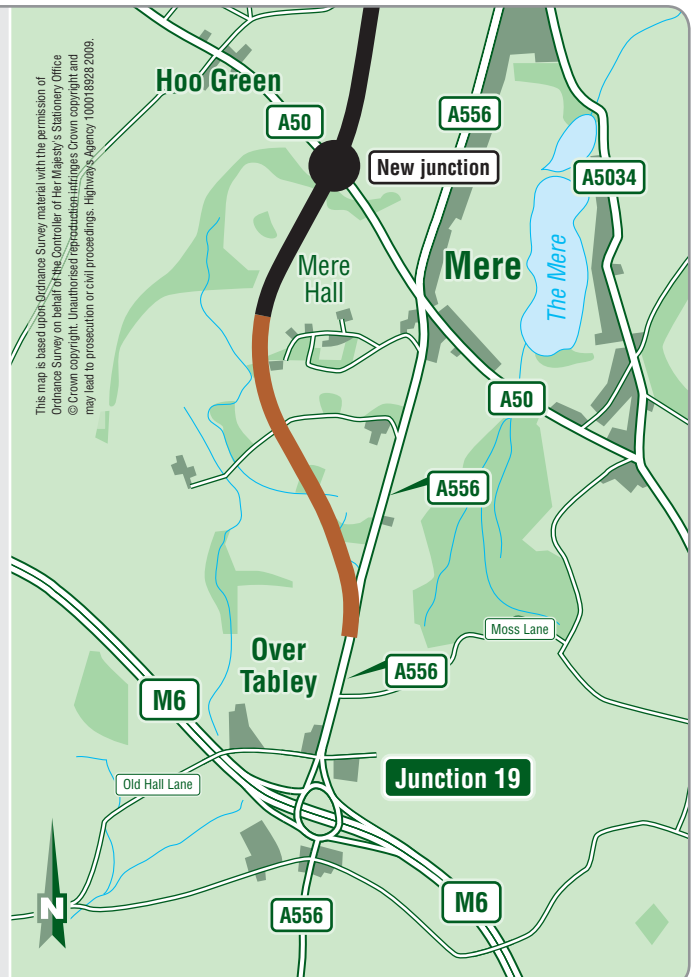 This map is based upon Ordnance Survey material with the permission of
Ordnance Survey on behalf of the Controller of Her Majesty's Stationery Office
© Crown copyright. Unauthorised reproduction infringes Crown copyright and
may lead to prosecution or civil proceedings. Highways Agency 100018928 2009.
Hoo Green
A50
A556
New junction
A5034
Mere
Hall
Mere
The Mere
A50
A556
Moss Lane
Over
Tabley
A556
M6
Junction 19
Old Hall Lane
N
A556
M6